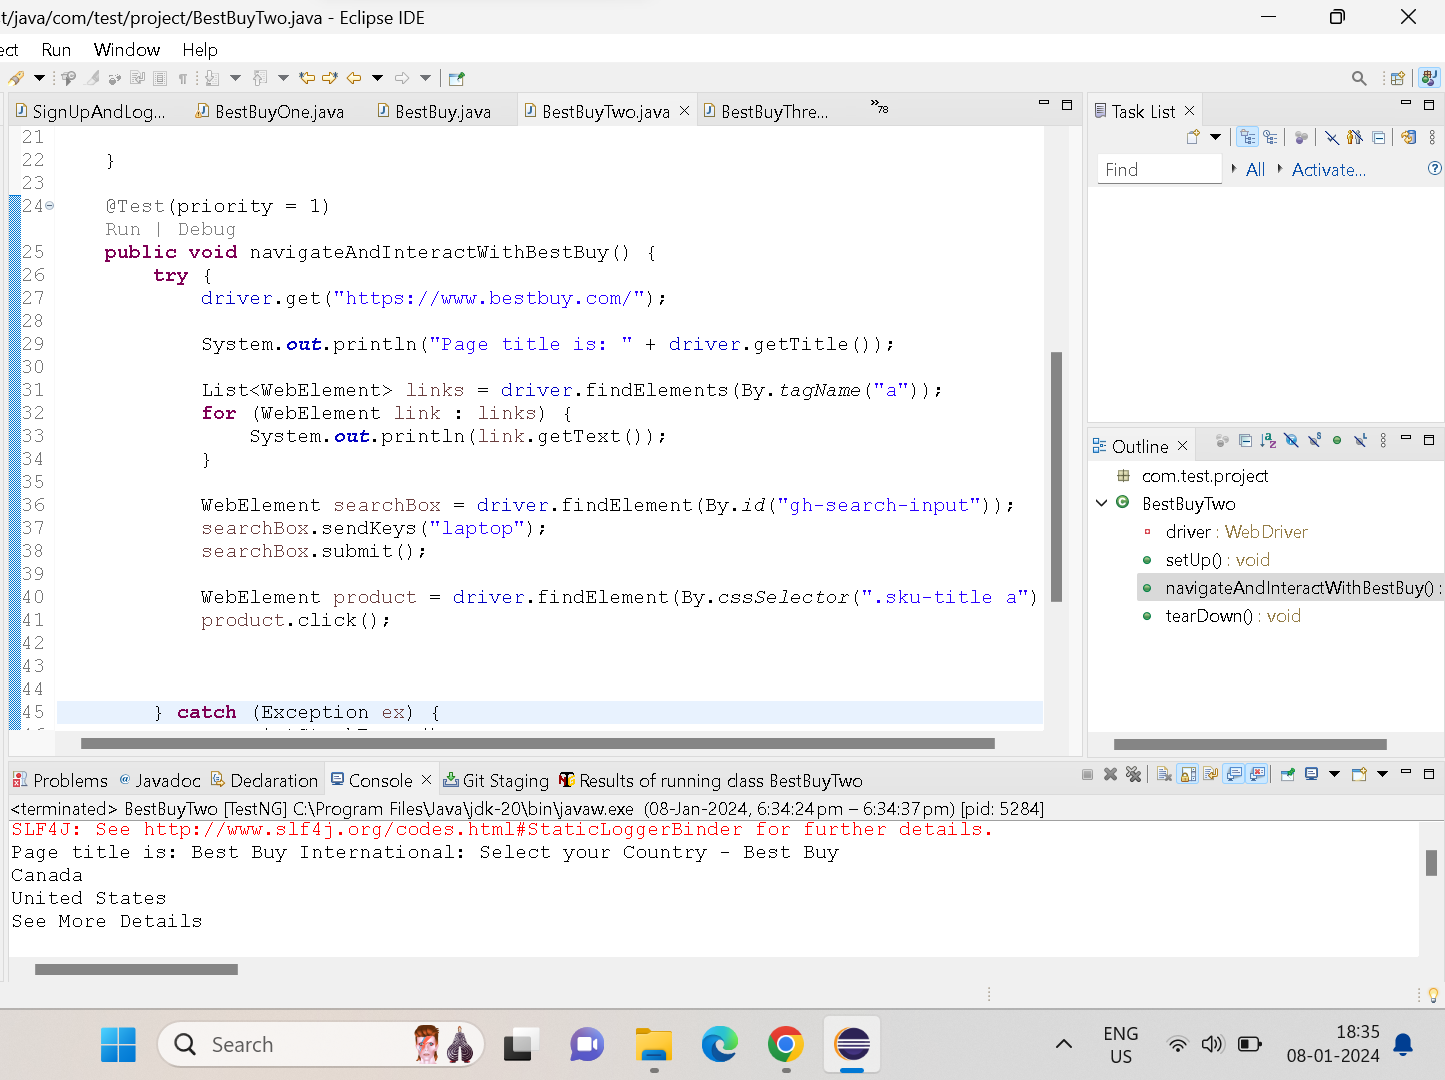 t/java/com/test/project/BestBuyTwo.java - Eclipse IDE
ect Run Window Help
SignUpAndLog... BestBuyOne.java BestBuy.java BestBuyTwo.java BestBuyThre... »78
Task List
Find All Activate...
21
22 }
23
24 @Test(priority = 1)
Run | Debug
25 public void navigateAndInteractWithBestBuy() {
26 try {
27 driver.get("https://www.bestbuy.com/");
28
29 System.out.println("Page title is: " + driver.getTitle());
30
31 List<WebElement> links = driver.findElements(By.tagName("a"));
32 for (WebElement link : links) {
33 System.out.println(link.getText());
34 }
35
36 WebElement searchBox = driver.findElement(By.id("gh-search-input"));
37 searchBox.sendKeys("laptop");
38 searchBox.submit();
39
40 WebElement product = driver.findElement(By.cssSelector(".sku-title a")
41 product.click();
42
43
44
45 } catch (Exception ex) {
Outline
com.test.project
BestBuyTwo
driver : WebDriver
setUp() : void
navigateAndInteractWithBestBuy() :
tearDown() : void
Problems Javadoc Declaration Console Git Staging Results of running class BestBuyTwo
<terminated> BestBuyTwo [TestNG] C:\Program Files\Java\jdk-20\bin\javaw.exe (08-Jan-2024, 6:34:24 pm – 6:34:37 pm) [pid: 5284]
SLF4J: See http://www.slf4j.org/codes.html#StaticLoggerBinder for further details.
Page title is: Best Buy International: Select your Country - Best Buy
Canada
United States
See More Details
Search
ENG
US
18:35
08-01-2024